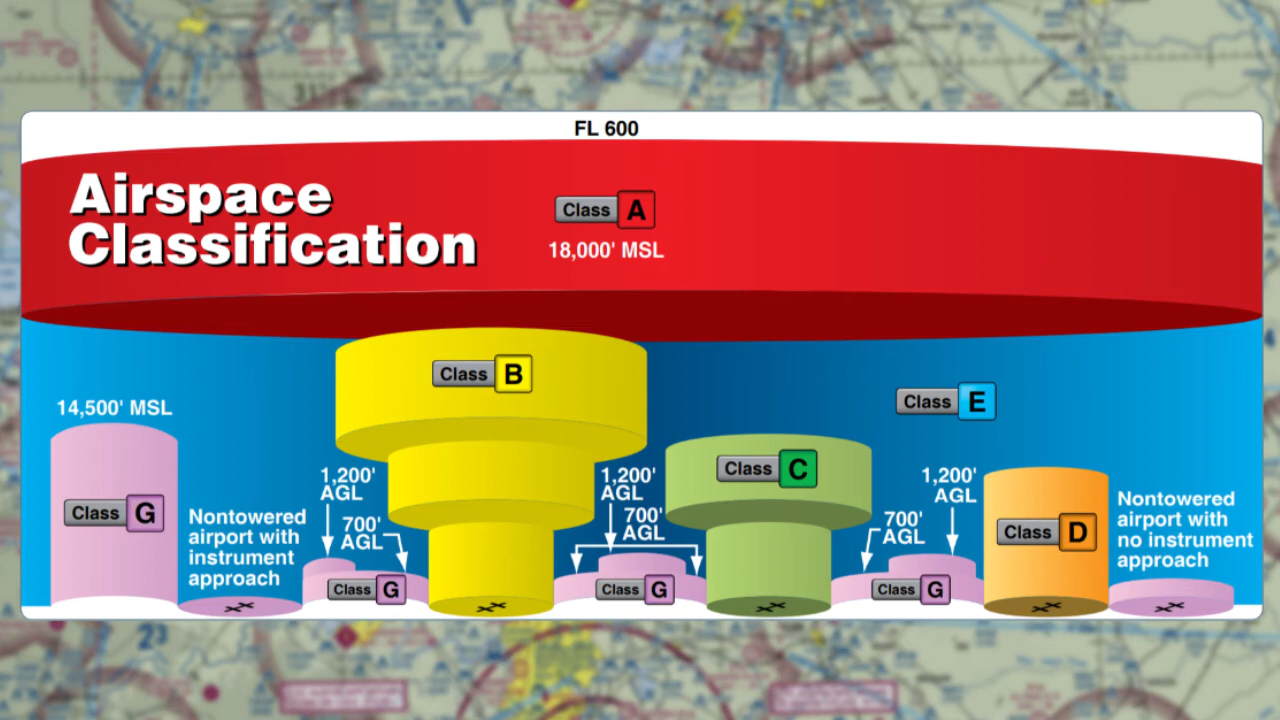 FL 600
Airspace
Classification
Class A
18,000' MSL
Class B
Class E
14,500' MSL
Class G
Class C
1,200'
AGL
700'
AGL
1,200'
AGL
700'
AGL
1,200'
AGL
700'
AGL
Nontowered
airport with
instrument
approach
Class D
Nontowered
airport with
no instrument
approach
Class G
Class G
Class G
31
23